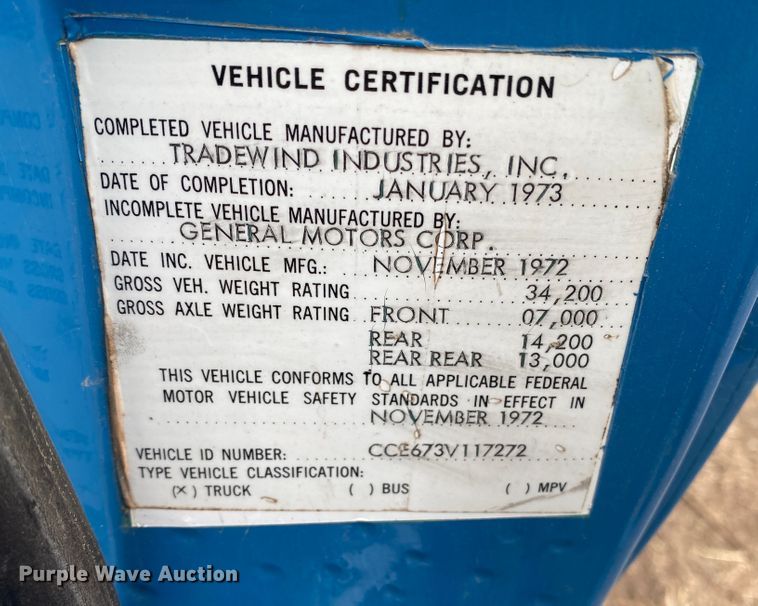 VEHICLE CERTIFICATION
COMPLETED VEHICLE MANUFACTURED BY:
TRADEWIND INDUSTRIES, INC.
DATE OF COMPLETION: JANUARY 1973
INCOMPLETE VEHICLE MANUFACTURED BY:
GENERAL MOTORS CORP.
DATE INC. VEHICLE MFG.: NOVEMBER 1972
GROSS VEH. WEIGHT RATING 34,200
GROSS AXLE WEIGHT RATING FRONT 07,000
REAR 14,200
REAR REAR 13,000
THIS VEHICLE CONFORMS TO ALL APPLICABLE FEDERAL
MOTOR VEHICLE SAFETY STANDARDS IN EFFECT IN
NOVEMBER 1972
VEHICLE ID NUMBER: CCE673V117272
TYPE VEHICLE CLASSIFICATION:
(X) TRUCK ( ) BUS ( ) MPV
Purple Wave Auction